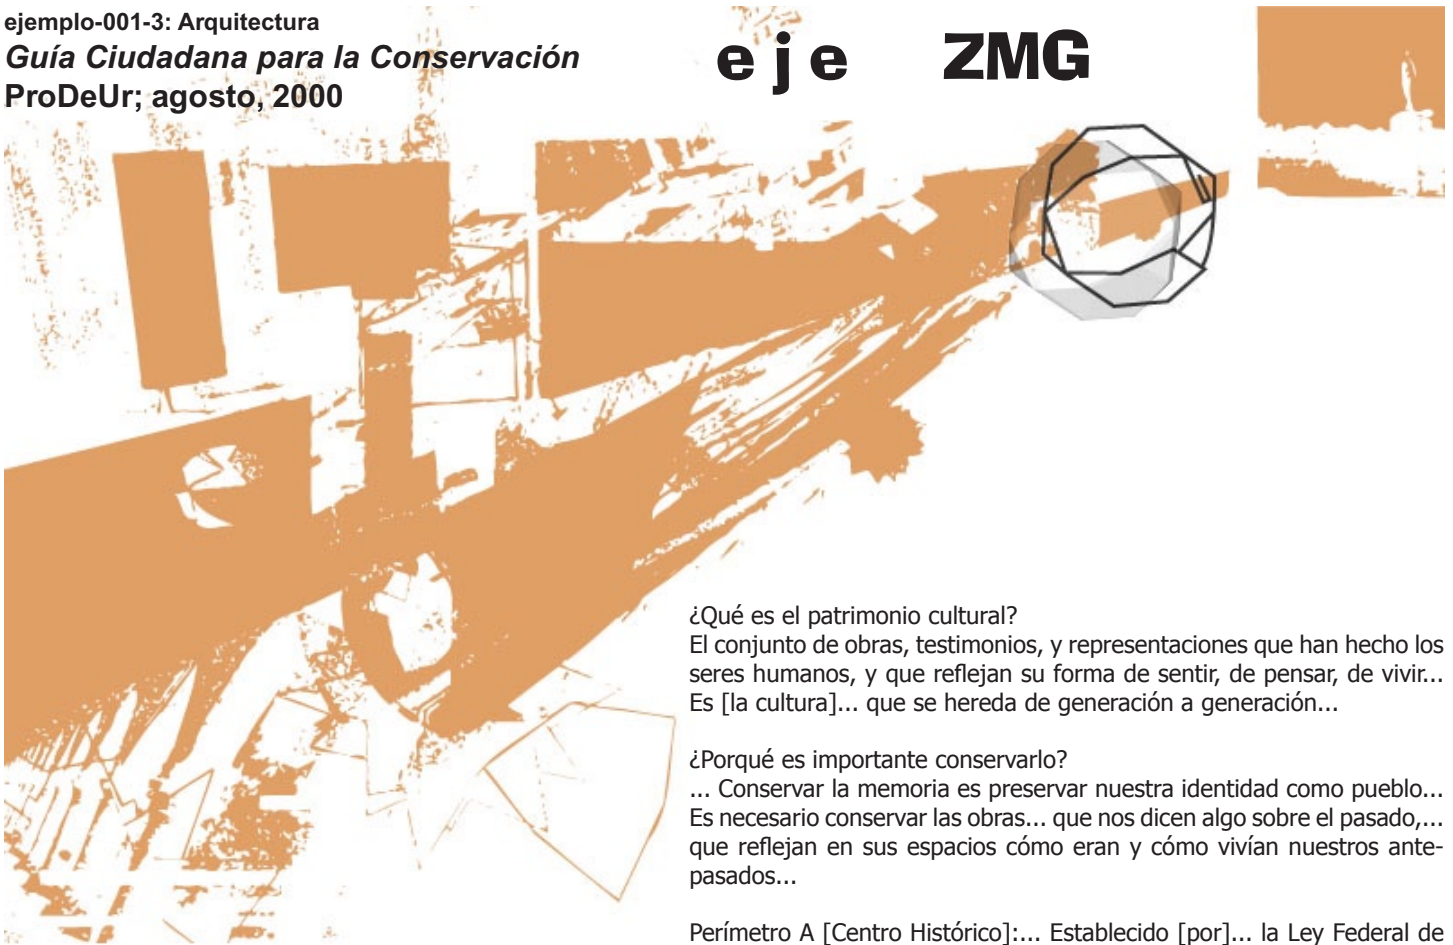 ejemplo-001-3: Arquitectura
Guía Ciudadana para la Conservación
ProDeUr; agosto, 2000
eje ZMG
¿Qué es el patrimonio cultural?
El conjunto de obras, testimonios, y representaciones que han hecho los
seres humanos, y que reflejan su forma de sentir, de pensar, de vivir...
Es [la cultura]... que se hereda de generación a generación...
¿Porqué es importante conservarlo?
... Conservar la memoria es preservar nuestra identidad como pueblo...
Es necesario conservar las obras... que nos dicen algo sobre el pasado,...
que reflejan en sus espacios cómo eran y cómo vivían nuestros ante-
pasados...
Perímetro A [Centro Histórico]:... Establecido [por]... la Ley Federal de